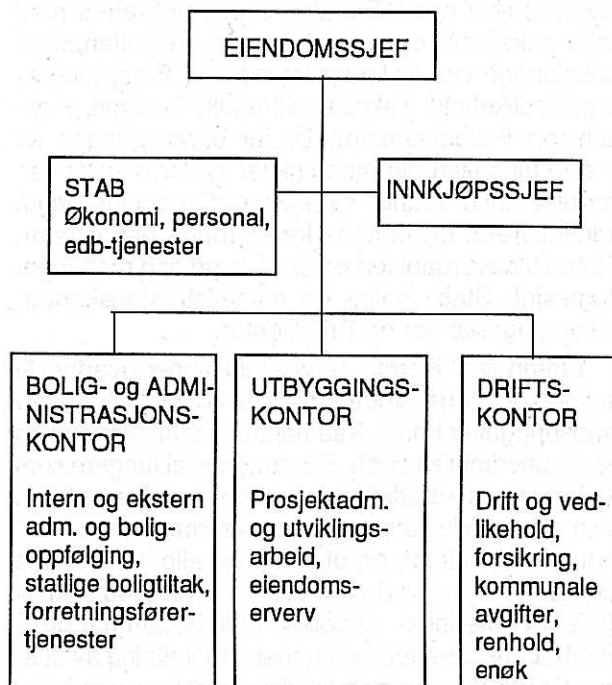 EIENDOMSSJEF
STAB
Økonomi, personal,
edb-tjenester
INNKJØPSSJEF
BOLIG- og ADMI-
NISTRASJONS-
KONTOR
Intern og ekstern
adm. og bolig-
oppfølging,
statlige boligtiltak,
forretningsfører-
tjenester
UTBYGGINGS-
KONTOR
Prosjektadm.
og utviklings-
arbeid,
eiendoms-
erverv
DRIFTS-
KONTOR
Drift og ved-
likehold,
forsikring,
kommunale
avgifter,
renhold,
enøk